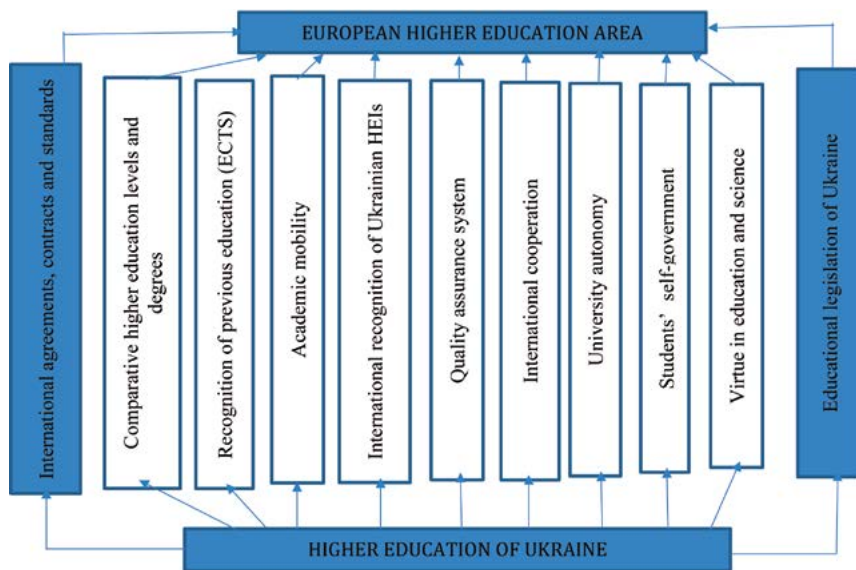 EUROPEAN HIGHER EDUCATION AREA
International agreements, contracts and standards
Comparative higher education levels and
degrees
Recognition of previous education (ECTS)
Academic mobility
International recognition of Ukrainian HEIs
Quality assurance system
International cooperation
University autonomy
Students’ self-government
Virtue in education and science
Educational legislation of Ukraine
HIGHER EDUCATION OF UKRAINE